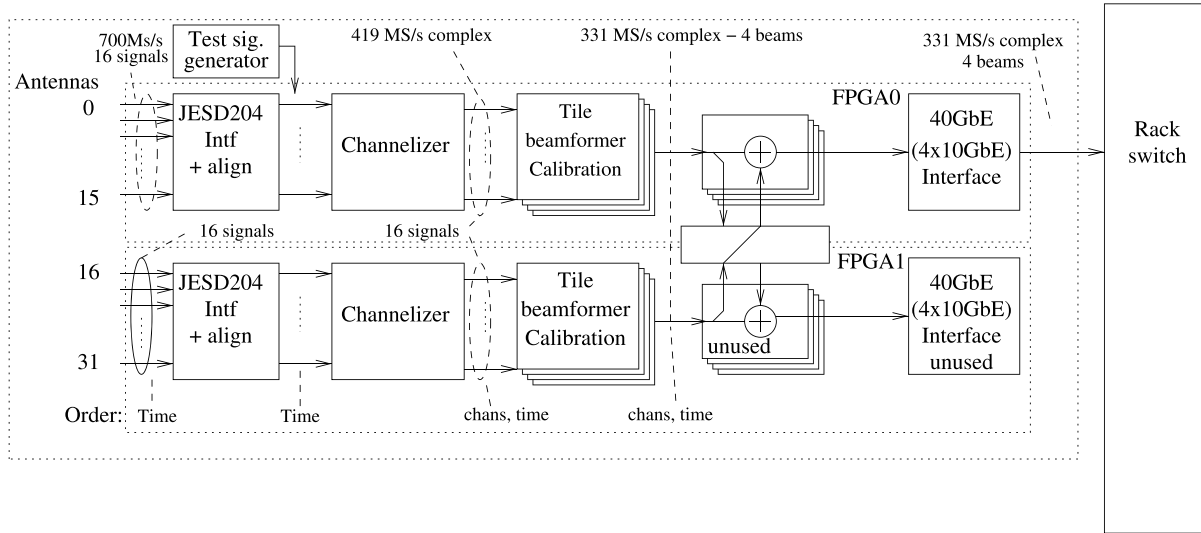 700Ms/s
16 signals
Test sig.
generator
419 MS/s complex
331 MS/s complex − 4 beams
331 MS/s complex
4 beams
Antennas
0
15
JESD204
Intf
+ align
Channelizer
Tile
beamformer
Calibration
FPGA0
40GbE
(4x10GbE)
Interface
Rack
switch
16 signals
16 signals
16
31
JESD204
Intf
+ align
Channelizer
Tile
beamformer
Calibration
unused
FPGA1
40GbE
(4x10GbE)
Interface
unused
Order:
Time
Time
chans, time
chans, time